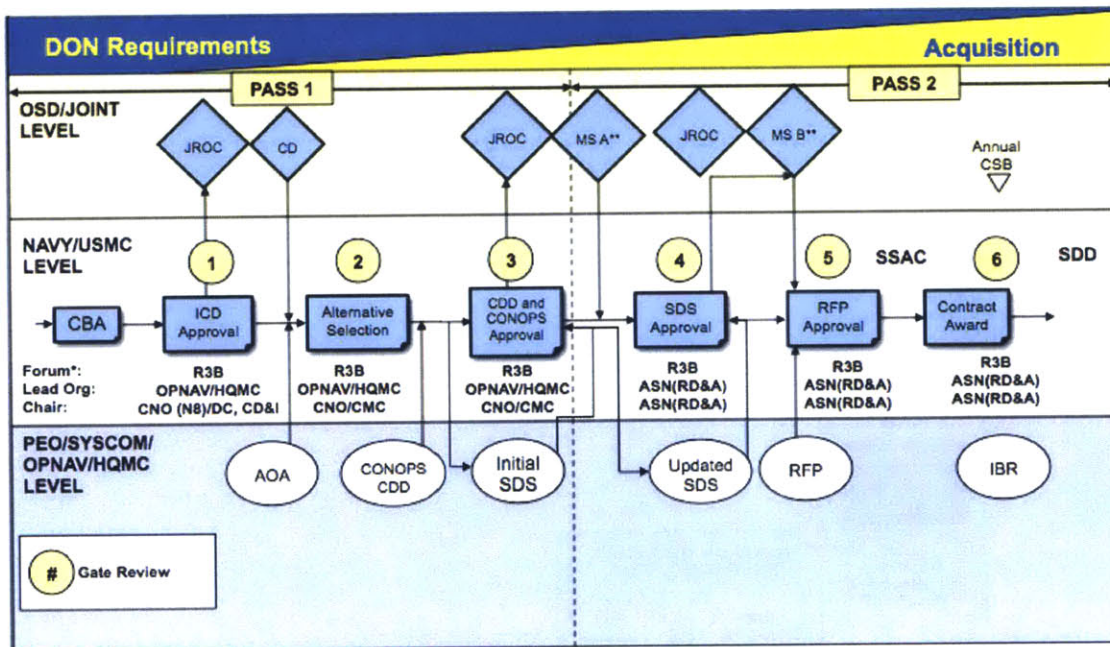 DON Requirements
Acquisition
PASS 1
PASS 2
OSD/JOINT
LEVEL
JROC
CD
JROC
MS A**
JROC
MS B**
Annual
CSB
NAVY/USMC
LEVEL
1
2
3
4
5
SSAC
6
SDD
CBA
ICD
Approval
Alternative
Selection
CDD and
CONOPS
Approval
SDS
Approval
RFP
Approval
Contract
Award
Forum*:
Lead Org:
Chair:
R3B
OPNAV/HQMC
CNO (N8)/DC, CD&I
R3B
OPNAV/HQMC
CNO/CMC
R3B
OPNAV/HQMC
CNO/CMC
R3B
ASN(RD&A)
ASN(RD&A)
R3B
ASN(RD&A)
ASN(RD&A)
R3B
ASN(RD&A)
ASN(RD&A)
PEO/SYSCOM/
OPNAV/HQMC
LEVEL
AOA
CONOPS
CDD
Initial
SDS
Updated
SDS
RFP
IBR
# Gate Review